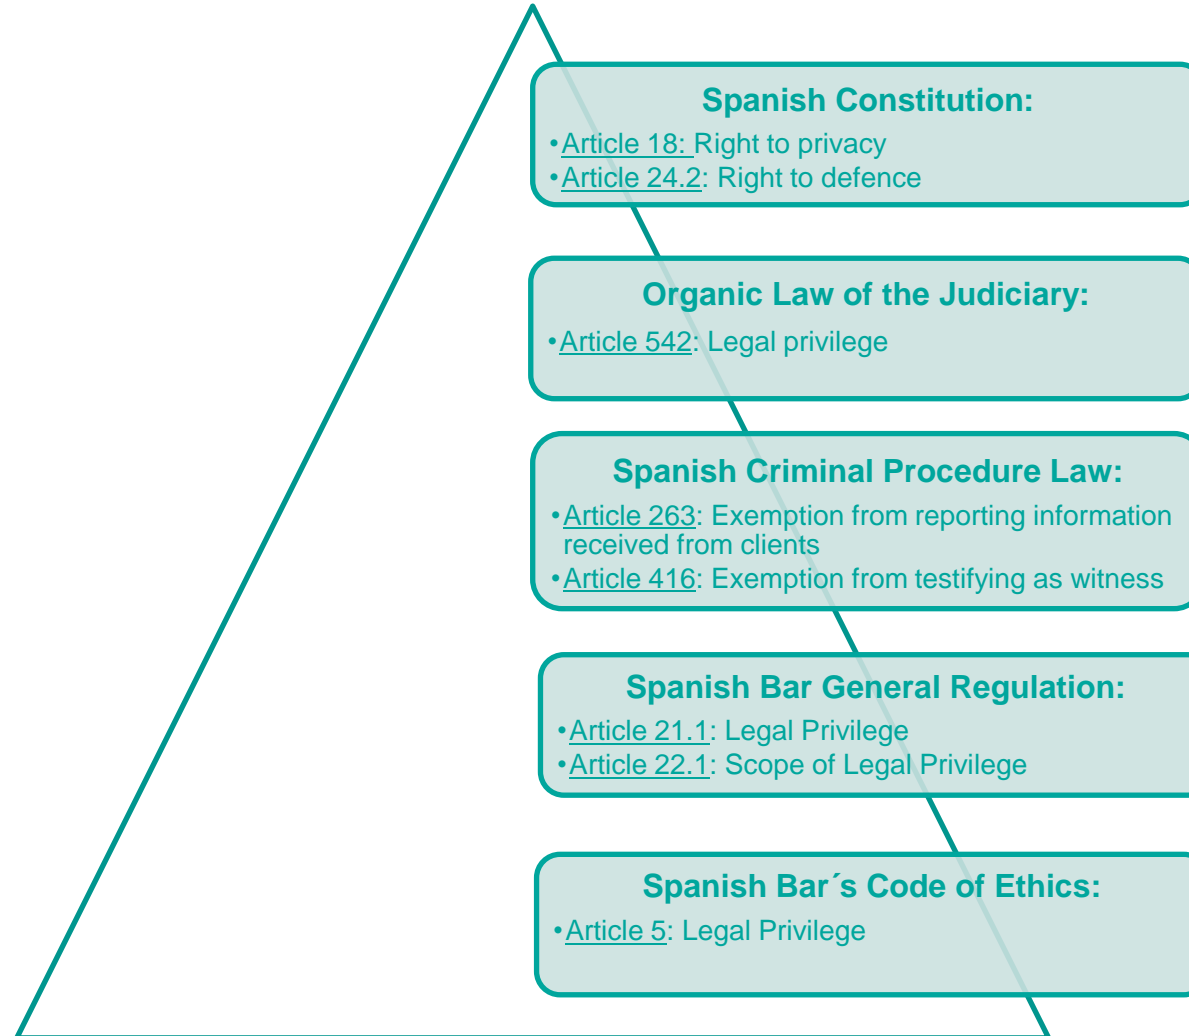 Spanish Constitution:
•Article 18: Right to privacy
•Article 24.2: Right to defence
Organic Law of the Judiciary:
•Article 542: Legal privilege
Spanish Criminal Procedure Law:
•Article 263: Exemption from reporting information
received from clients
•Article 416: Exemption from testifying as witness
Spanish Bar General Regulation:
•Article 21.1: Legal Privilege
•Article 22.1: Scope of Legal Privilege
Spanish Bar´s Code of Ethics:
•Article 5: Legal Privilege